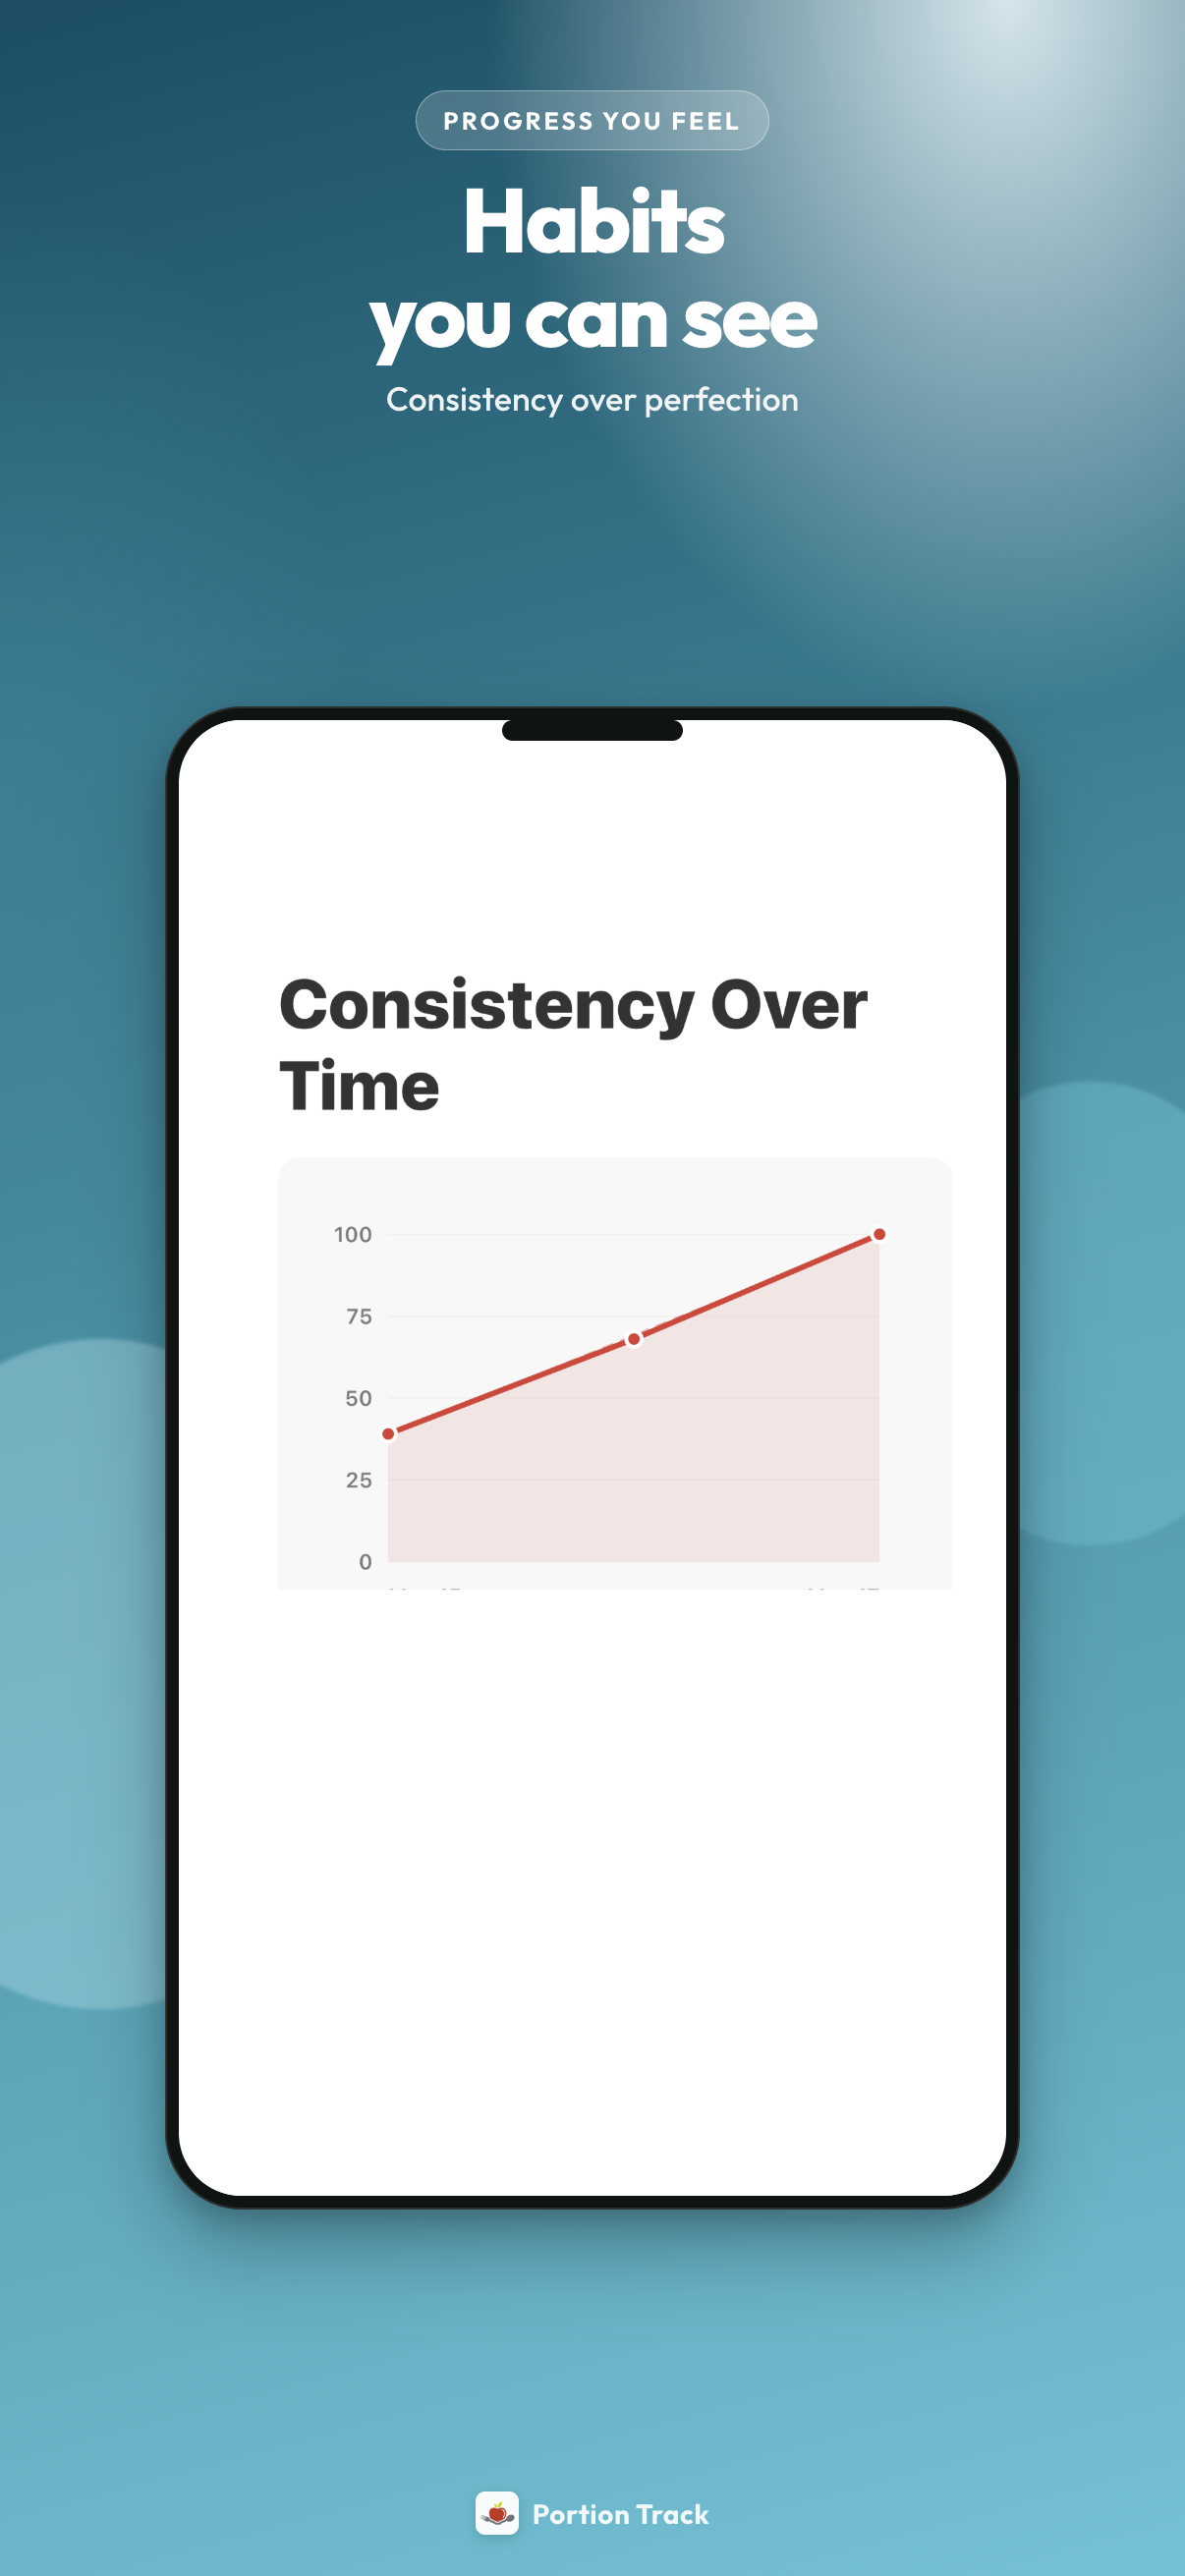 PROGRESS YOU FEEL
Habits
you can see
Consistency over perfection
Consistency Over
Time
100
75
50
25
0
Portion Track